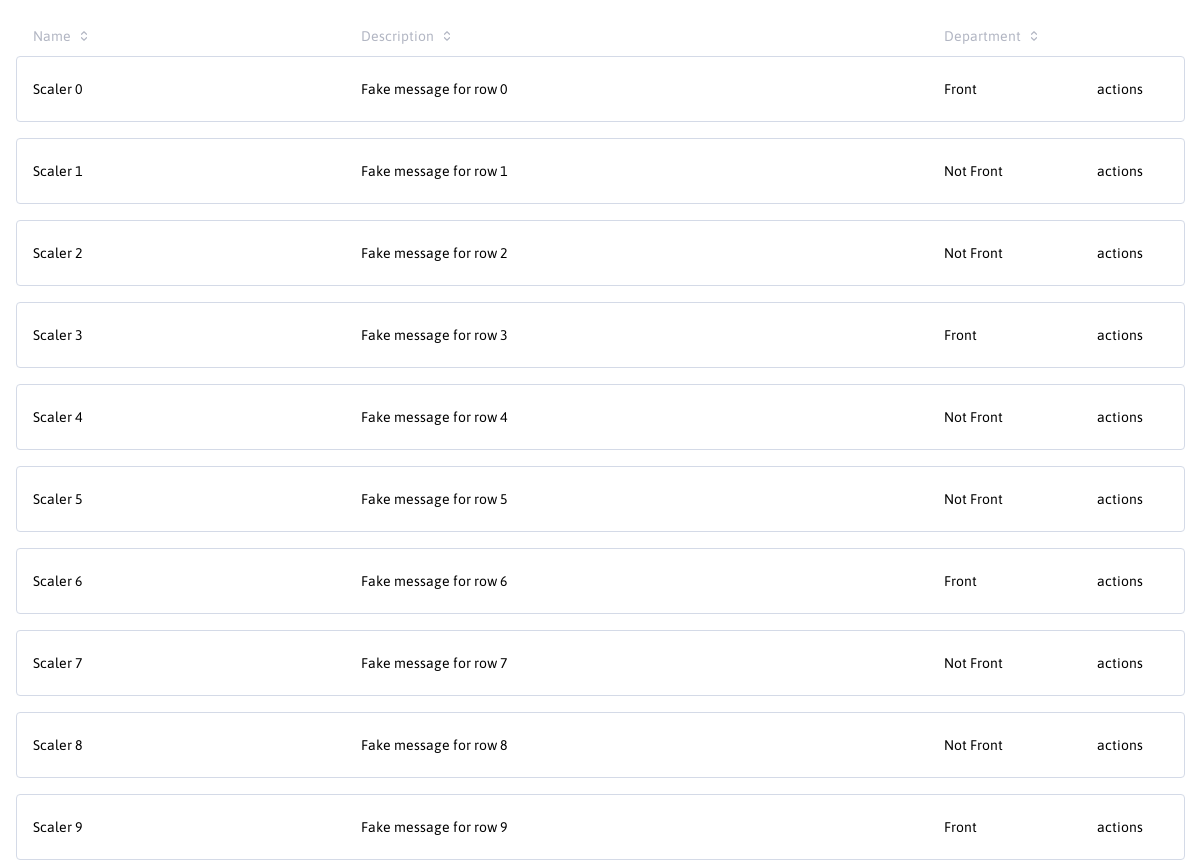 Name Description Department
Scaler 0 Fake message for row 0 Front actions
Scaler 1 Fake message for row 1 Not Front actions
Scaler 2 Fake message for row 2 Not Front actions
Scaler 3 Fake message for row 3 Front actions
Scaler 4 Fake message for row 4 Not Front actions
Scaler 5 Fake message for row 5 Not Front actions
Scaler 6 Fake message for row 6 Front actions
Scaler 7 Fake message for row 7 Not Front actions
Scaler 8 Fake message for row 8 Not Front actions
Scaler 9 Fake message for row 9 Front actions